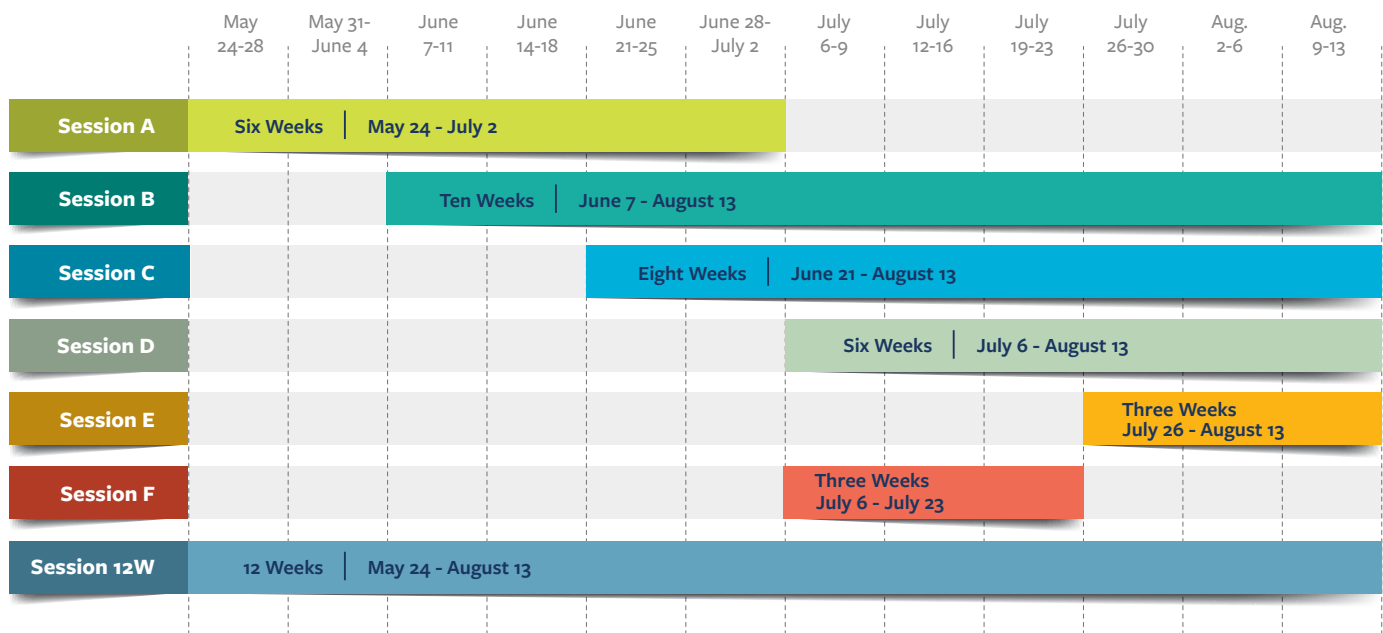 May May 31- June June June June 28- July July July July Aug. Aug.
24-28 June 4 7-11 14-18 21-25 July 2 6-9 12-16 19-23 26-30 2-6 9-13
Session A Six Weeks | May 24 - July 2
Session B Ten Weeks | June 7 - August 13
Session C Eight Weeks | June 21 - August 13
Session D Six Weeks | July 6 - August 13
Session E Three Weeks
July 26 - August 13
Session F Three Weeks
July 6 - July 23
Session 12W 12 Weeks | May 24 - August 13